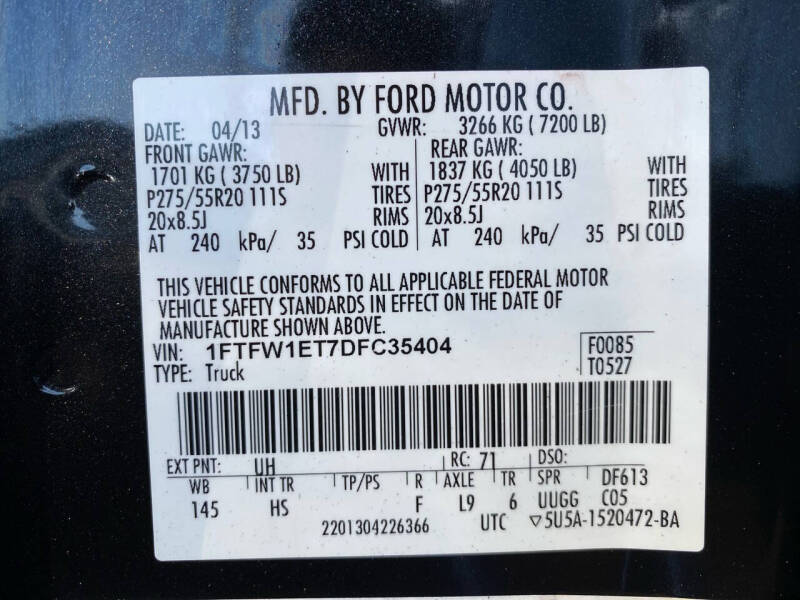 MFD. BY FORD MOTOR CO.
DATE: 04/13 GVWR: 3266 KG ( 7200 LB)
FRONT GAWR: REAR GAWR:
1701 KG ( 3750 LB) WITH 1837 KG ( 4050 LB) WITH
P275/55R20 111S TIRES P275/55R20 111S TIRES
20x8.5J RIMS 20x8.5J RIMS
AT 240 kPa/ 35 PSI COLD AT 240 kPa/ 35 PSI COLD
THIS VEHICLE CONFORMS TO ALL APPLICABLE FEDERAL MOTOR
VEHICLE SAFETY STANDARDS IN EFFECT ON THE DATE OF
MANUFACTURE SHOWN ABOVE.
VIN: 1FTFW1ET7DFC35404 F0085
TYPE: Truck T0527
EXT PNT: UH RC: 71 DSO:
WB INT TR TP/PS R AXLE TR SPR DF613
145 HS F L9 6 UUGG C05
2201304226366 UTC ▽5U5A-1520472-BA